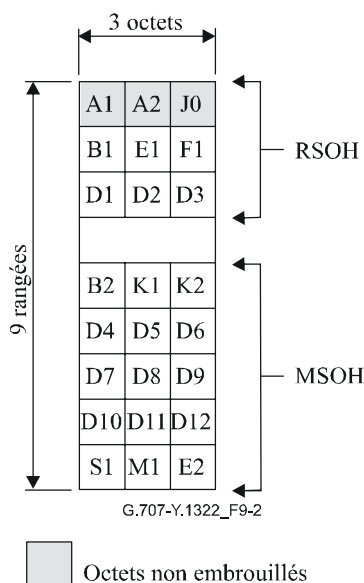 3 octets
A1 A2 J0
B1 E1 F1
D1 D2 D3
RSOH
9 rangées
B2 K1 K2
D4 D5 D6
D7 D8 D9
D10 D11 D12
S1 M1 E2
MSOH
G.707-Y.1322_F9-2
Octets non embrouillés